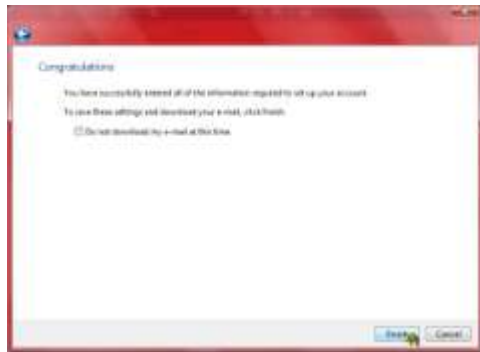 Congratulations
You have successfully entered all of the information required to set up your account.
To save these settings and download your e-mail, click Finish.
Do not download my e-mail at this time
Finish
Cancel